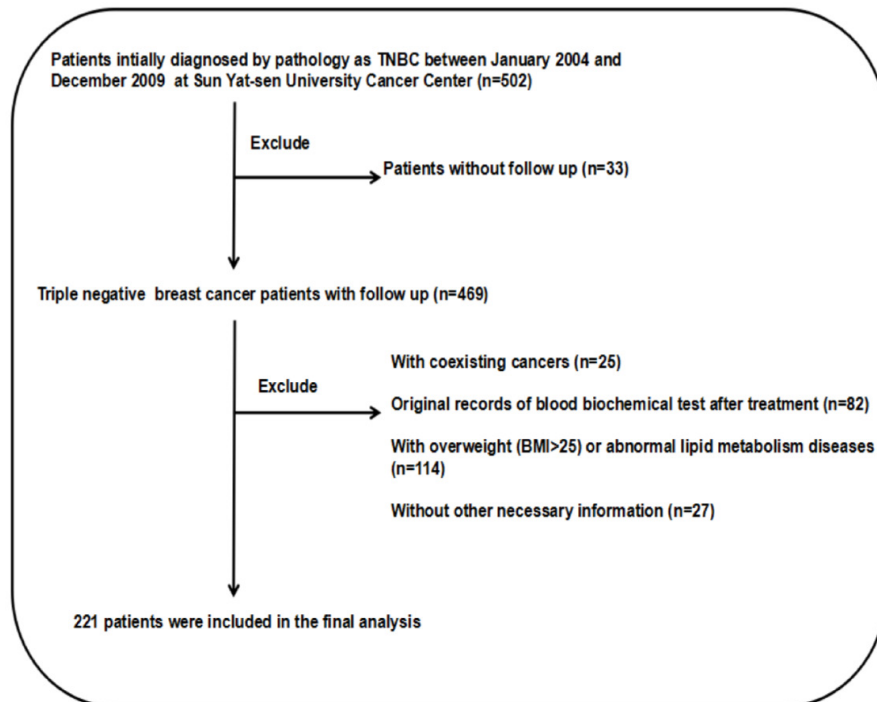 Patients intially diagnosed by pathology as TNBC between January 2004 and
December 2009 at Sun Yat-sen University Cancer Center (n=502)
Exclude
Patients without follow up (n=33)
Triple negative breast cancer patients with follow up (n=469)
With coexisting cancers (n=25)
Exclude
Original records of blood biochemical test after treatment (n=82)
With overweight (BMI>25) or abnormal lipid metabolism diseases
(n=114)
Without other necessary information (n=27)
221 patients were included in the final analysis